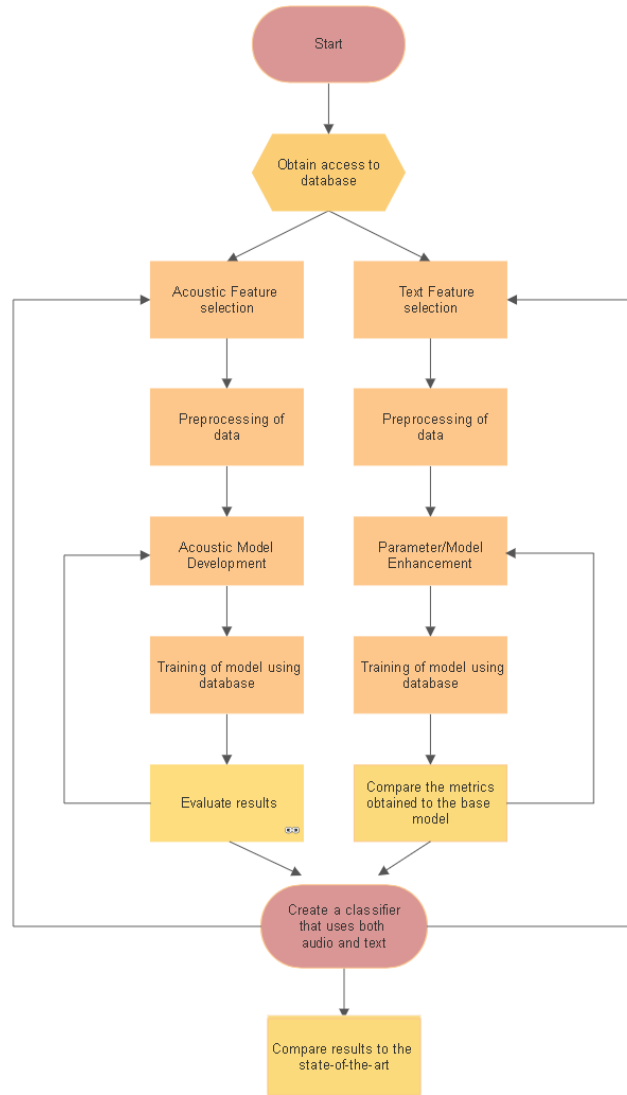 Start
Obtain access to
database
Acoustic Feature
selection
Text Feature
selection
Preprocessing of
data
Preprocessing of
data
Acoustic Model
Development
Parameter/Model
Enhancement
Training of model using
database
Training of model using
database
Evaluate results
Compare the metrics
obtained to the base
model
Create a classifier
that uses both
audio and text
Compare results to the
state-of-the-art